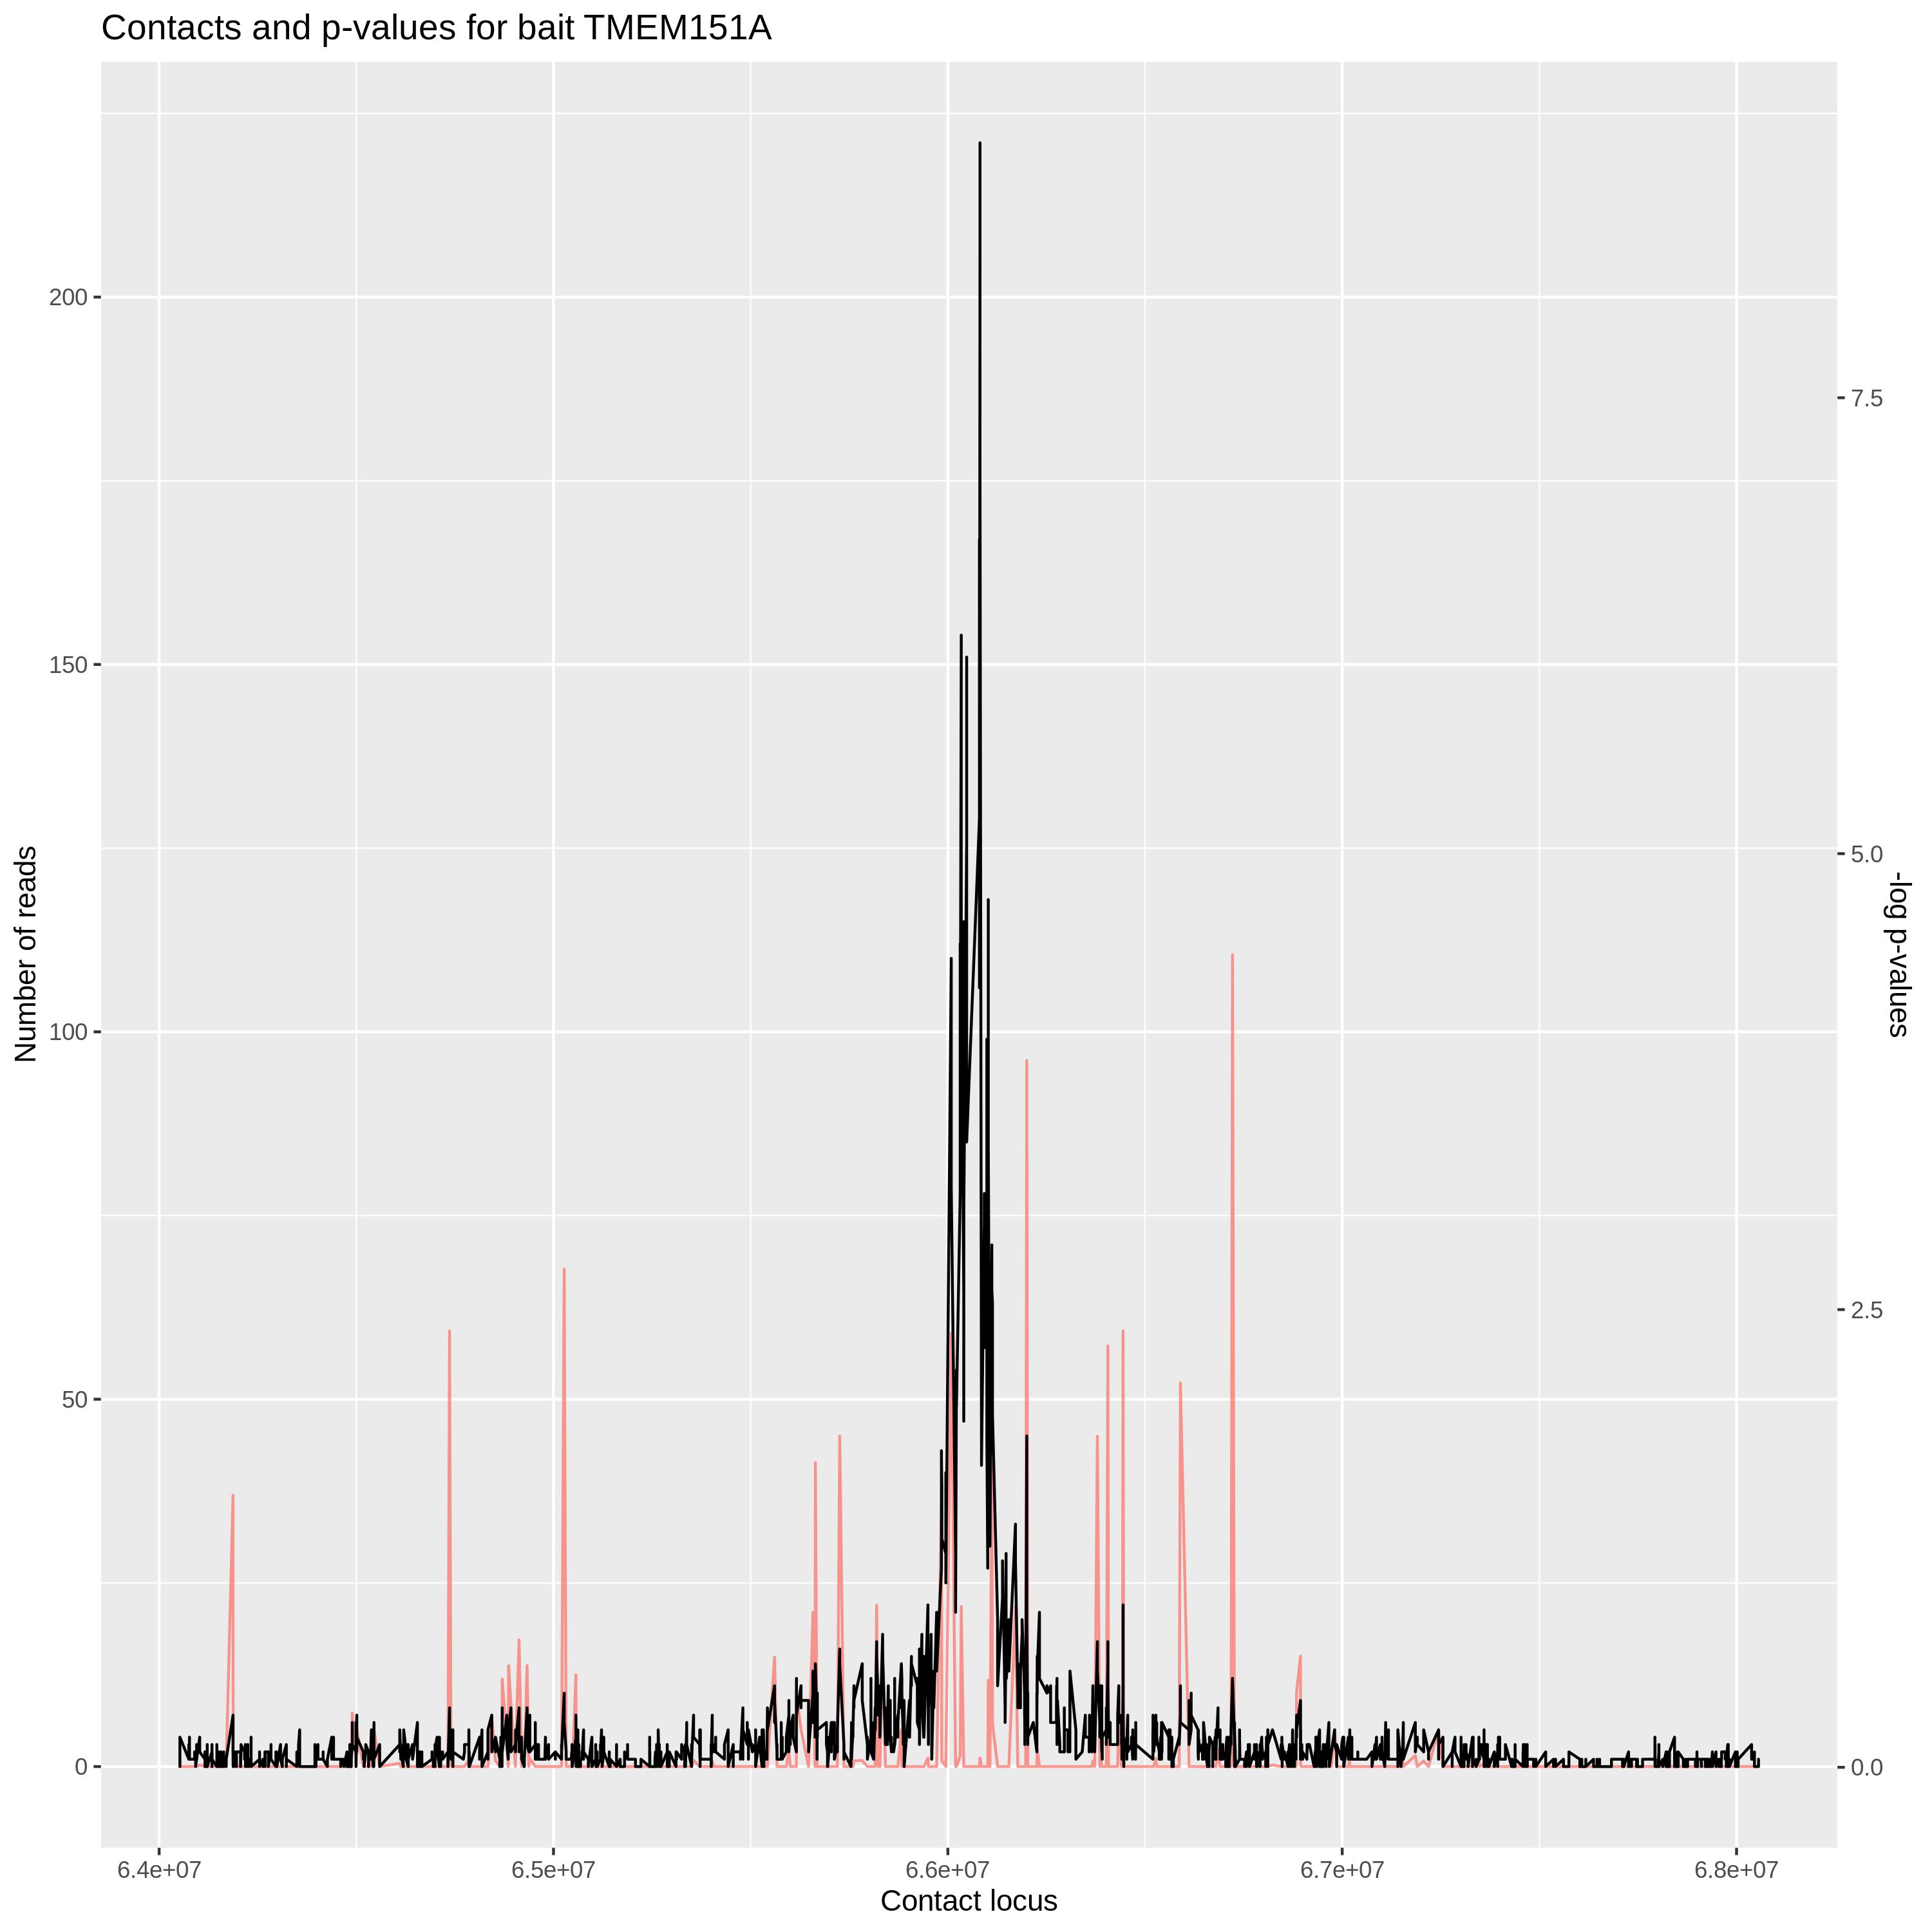 Contacts and p-values for bait TMEM151A
Number of reads
200
150
100
50
0
7.5
5.0
2.5
0.0
-log p-values
6.4e+07
6.5e+07
6.6e+07
6.7e+07
6.8e+07
Contact locus